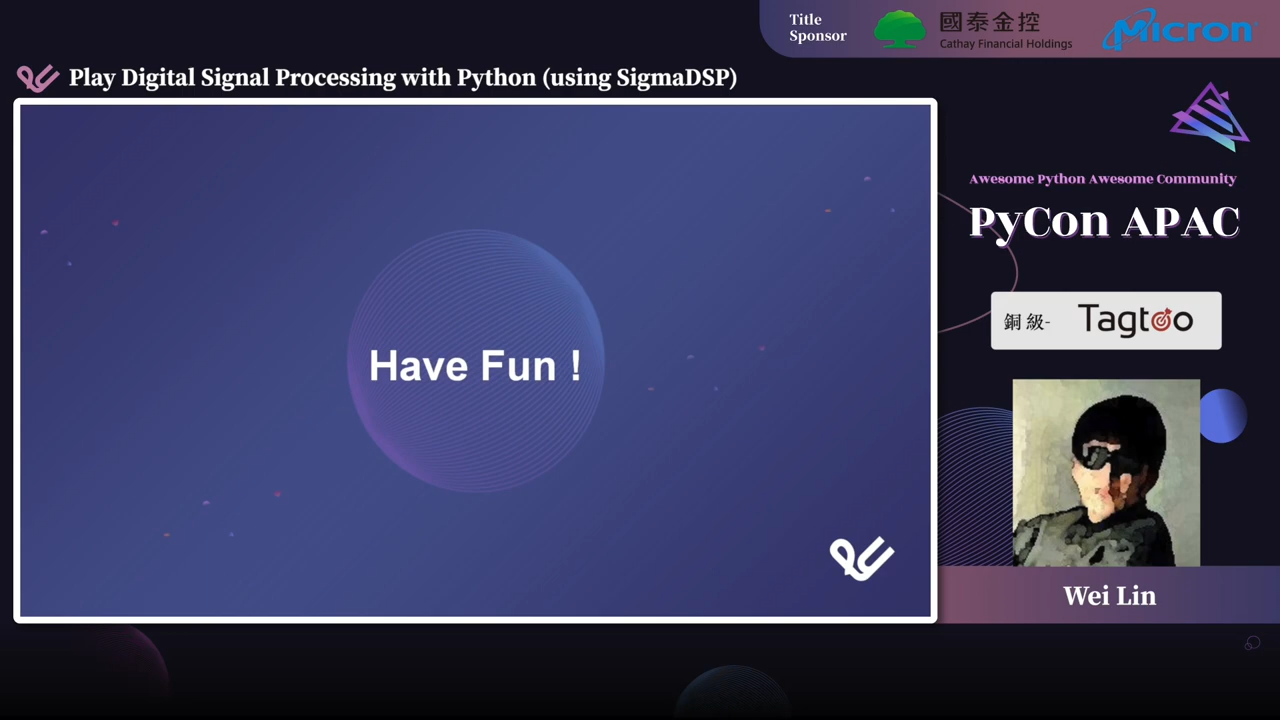 Title
Sponsor
國泰金控
Cathay Financial Holdings
Micron
Play Digital Signal Processing with Python (using SigmaDSP)
Awesome Python Awesome Community
PyCon APAC
銅級- Tagtoo
Have Fun !
Wei Lin